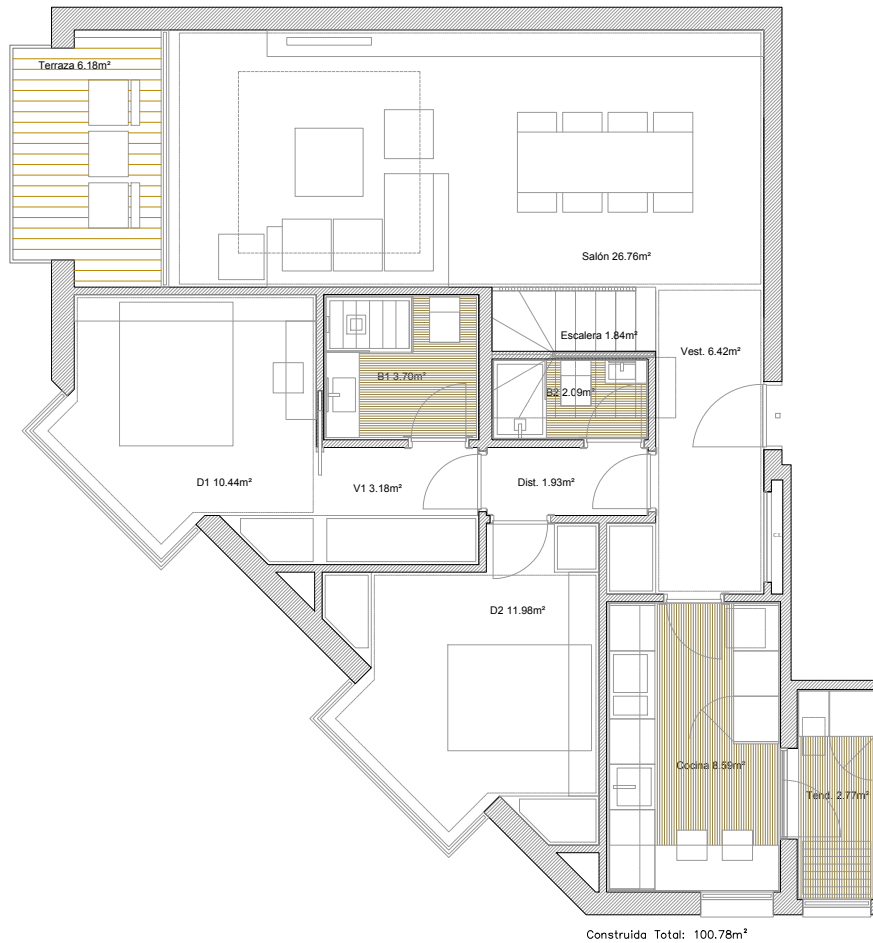 Terraza 6.18m²
Salón 26.76m²
Escalera 1.84m²
Vest. 6.42m²
B1 3.70m²
B2 2.09m²
D1 10.44m²
V1 3.18m²
Dist. 1.93m²
D2 11.98m²
Cocina 8.59m²
Tend. 2.77m²
Construida Total: 100.78m²